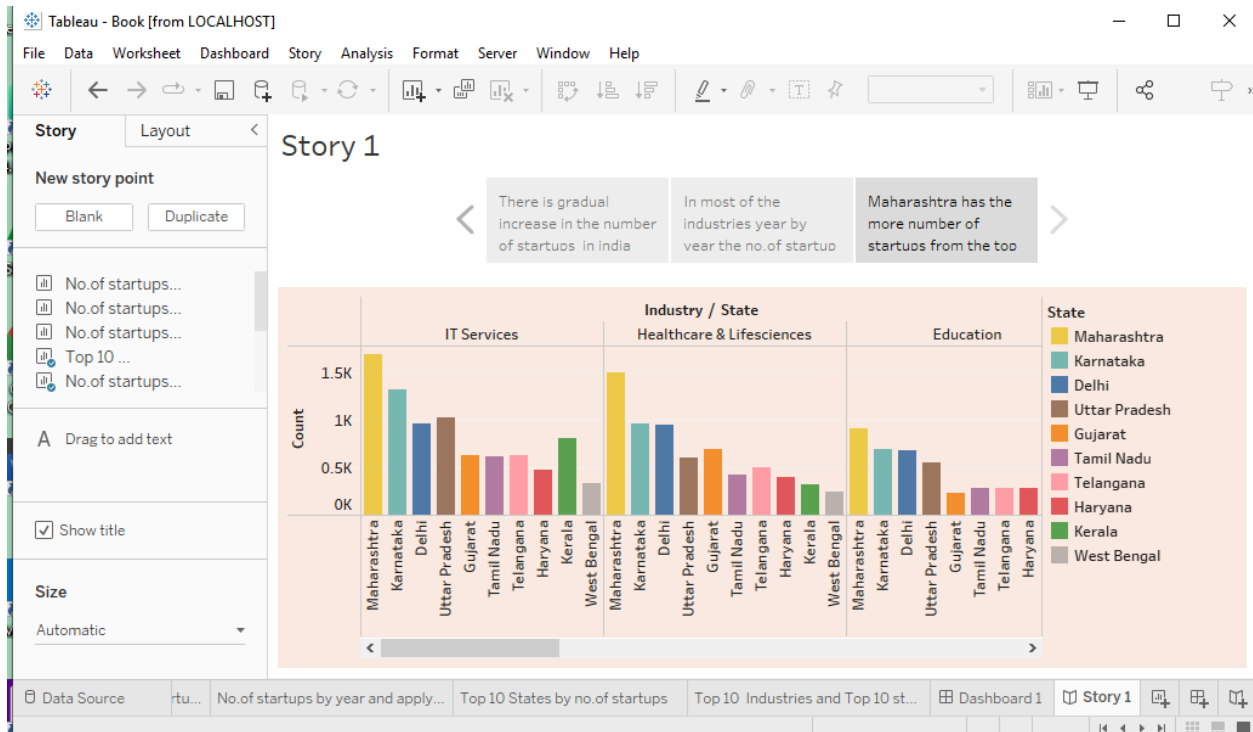 Tableau - Book [from LOCALHOST]
File Data Worksheet Dashboard Story Analysis Format Server Window Help
Story Layout
New story point
Blank Duplicate
No.of startups...
No.of startups...
No.of startups...
Top 10 ...
No.of startups...
A Drag to add text
Show title
Size
Automatic
Story 1
There is gradual
increase in the number
of startups in india
In most of the
industries year by
year the no.of startup
Maharashtra has the
more number of
startups from the top
Industry / State
IT Services Healthcare & Lifesciences Education
Count
1.5K
1K
0.5K
0K
Maharashtra
Karnataka
Delhi
Uttar Pradesh
Gujarat
Tamil Nadu
Telangana
Haryana
Kerala
West Bengal
Maharashtra
Karnataka
Delhi
Uttar Pradesh
Gujarat
Tamil Nadu
Telangana
Haryana
Kerala
West Bengal
Maharashtra
Karnataka
Delhi
Uttar Pradesh
Gujarat
Tamil Nadu
Telangana
Haryana
State
Maharashtra
Karnataka
Delhi
Uttar Pradesh
Gujarat
Tamil Nadu
Telangana
Haryana
Kerala
West Bengal
Data Source rtu... No.of startups by year and apply... Top 10 States by no.of startups Top 10 Industries and Top 10 st... Dashboard 1 Story 1